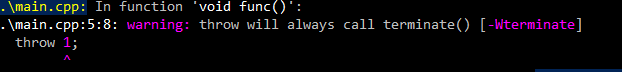 .\main.cpp: In function 'void func()':
.\main.cpp:5:8: warning: throw will always call terminate() [-Wterminate]
throw 1;
^